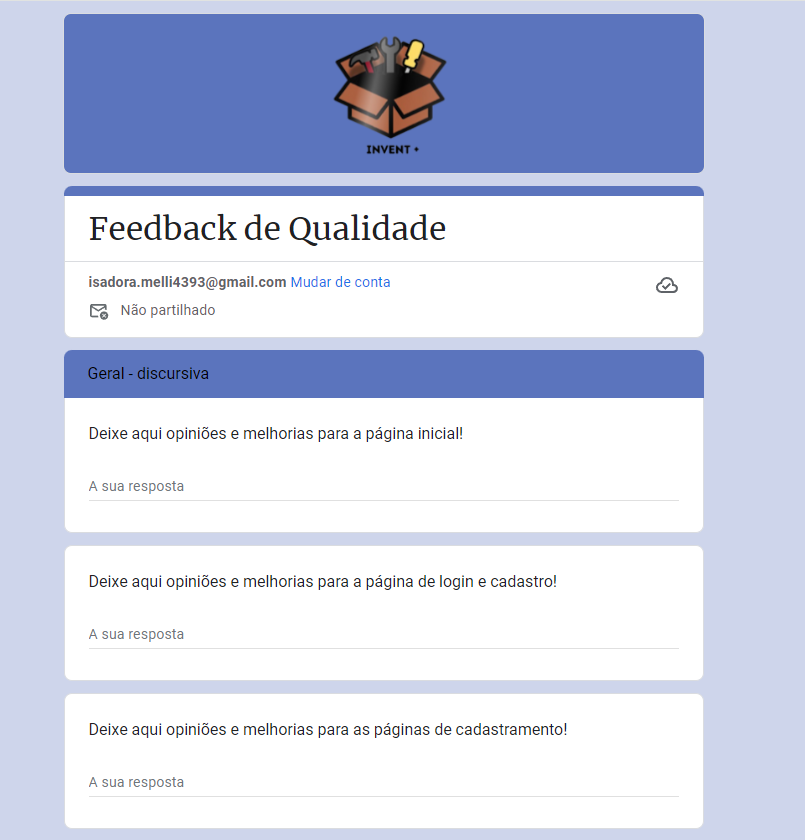 INVENT +
Feedback de Qualidade
isadora.melli4393@gmail.com Mudar de conta
Não partilhado
Geral - discursiva
Deixe aqui opiniões e melhorias para a página inicial!
A sua resposta
Deixe aqui opiniões e melhorias para a página de login e cadastro!
A sua resposta
Deixe aqui opiniões e melhorias para as páginas de cadastramento!
A sua resposta